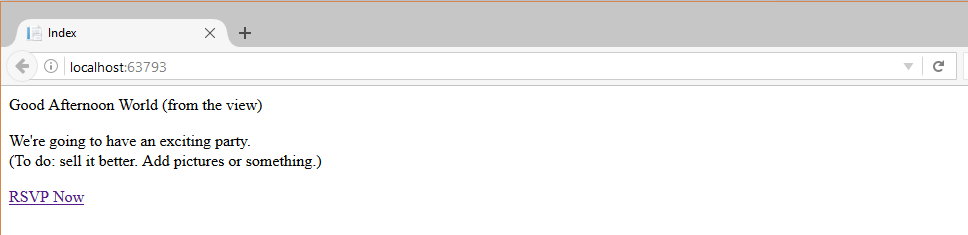 Index
localhost:63793
Good Afternoon World (from the view)
We're going to have an exciting party.
(To do: sell it better. Add pictures or something.)
RSVP Now